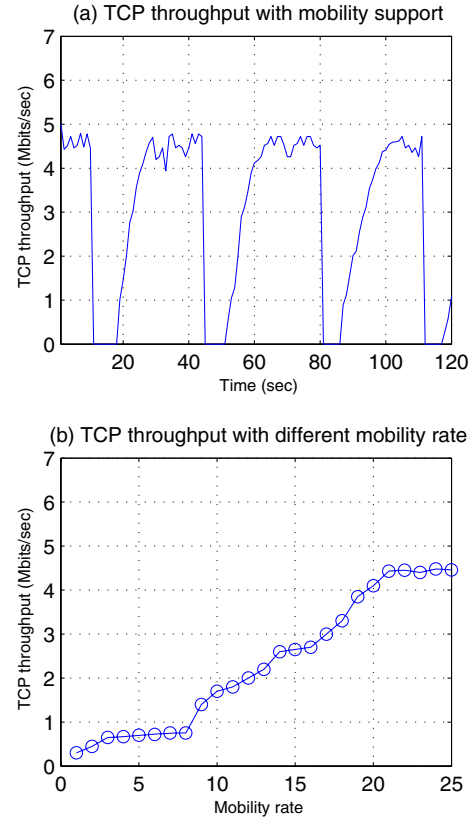 (a) TCP throughput with mobility support
7
6
5
4
3
2
1
0
TCP throughput (Mbits/sec)
20 40 60 80 100 120
Time (sec)
(b) TCP throughput with different mobility rate
7
6
5
4
3
2
1
0
TCP throughput (Mbits/sec)
0 5 10 15 20 25
Mobility rate